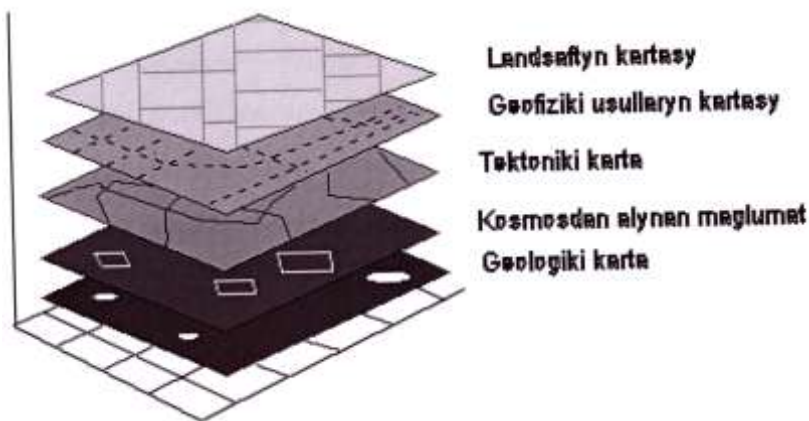 Landsaftyn kartasy
Geofiziki usullaryn kartasy
Tektoniki karta
Kosmosdan alynan maglumat
Geologiki karta